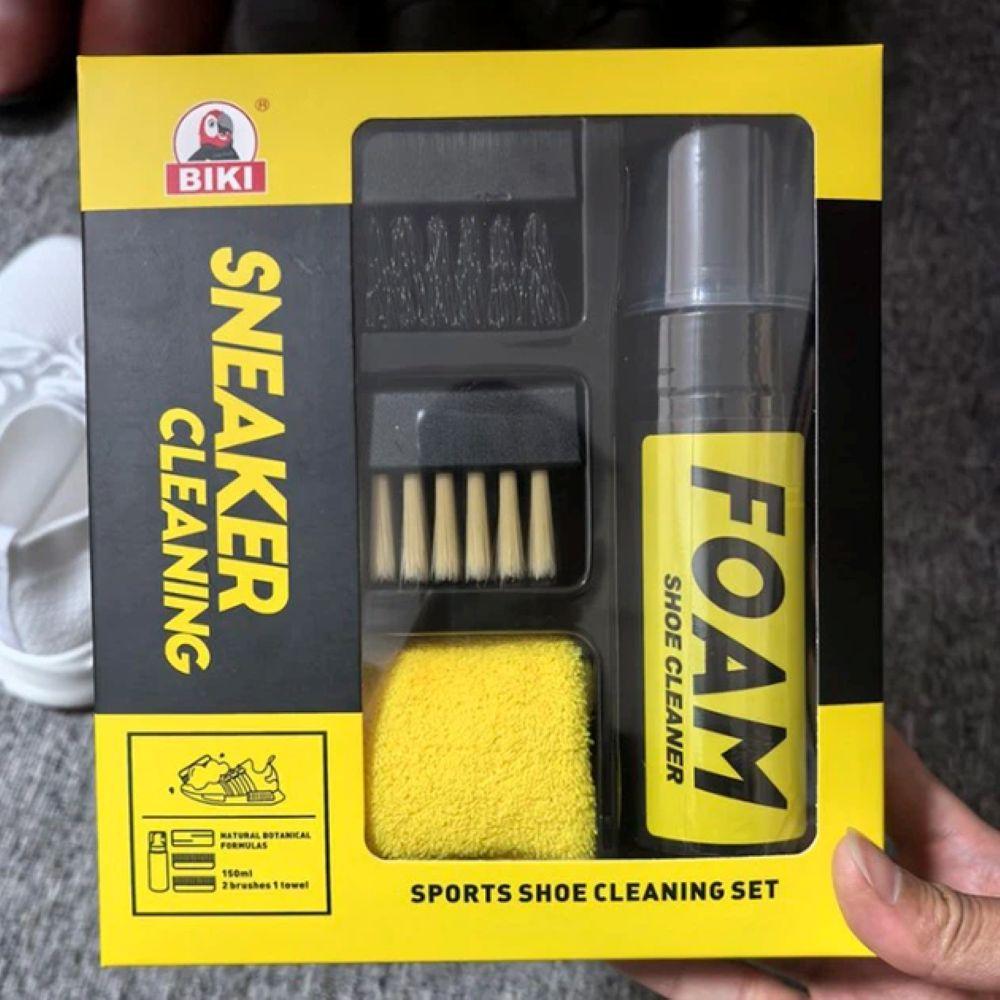 ®
BIKI
SNEAKER
CLEANING
FOAM
SHOE CLEANER
NATURAL BOTANICAL
FORMULAS
150ml
2 brushes 1 towel
SPORTS SHOE CLEANING SET